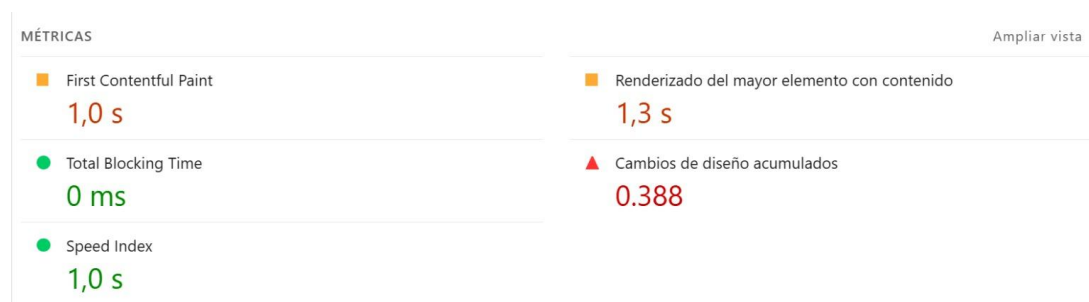 MÉTRICAS
Ampliar vista
First Contentful Paint
1,0 s
Renderizado del mayor elemento con contenido
1,3 s
Total Blocking Time
0 ms
Cambios de diseño acumulados
0.388
Speed Index
1,0 s